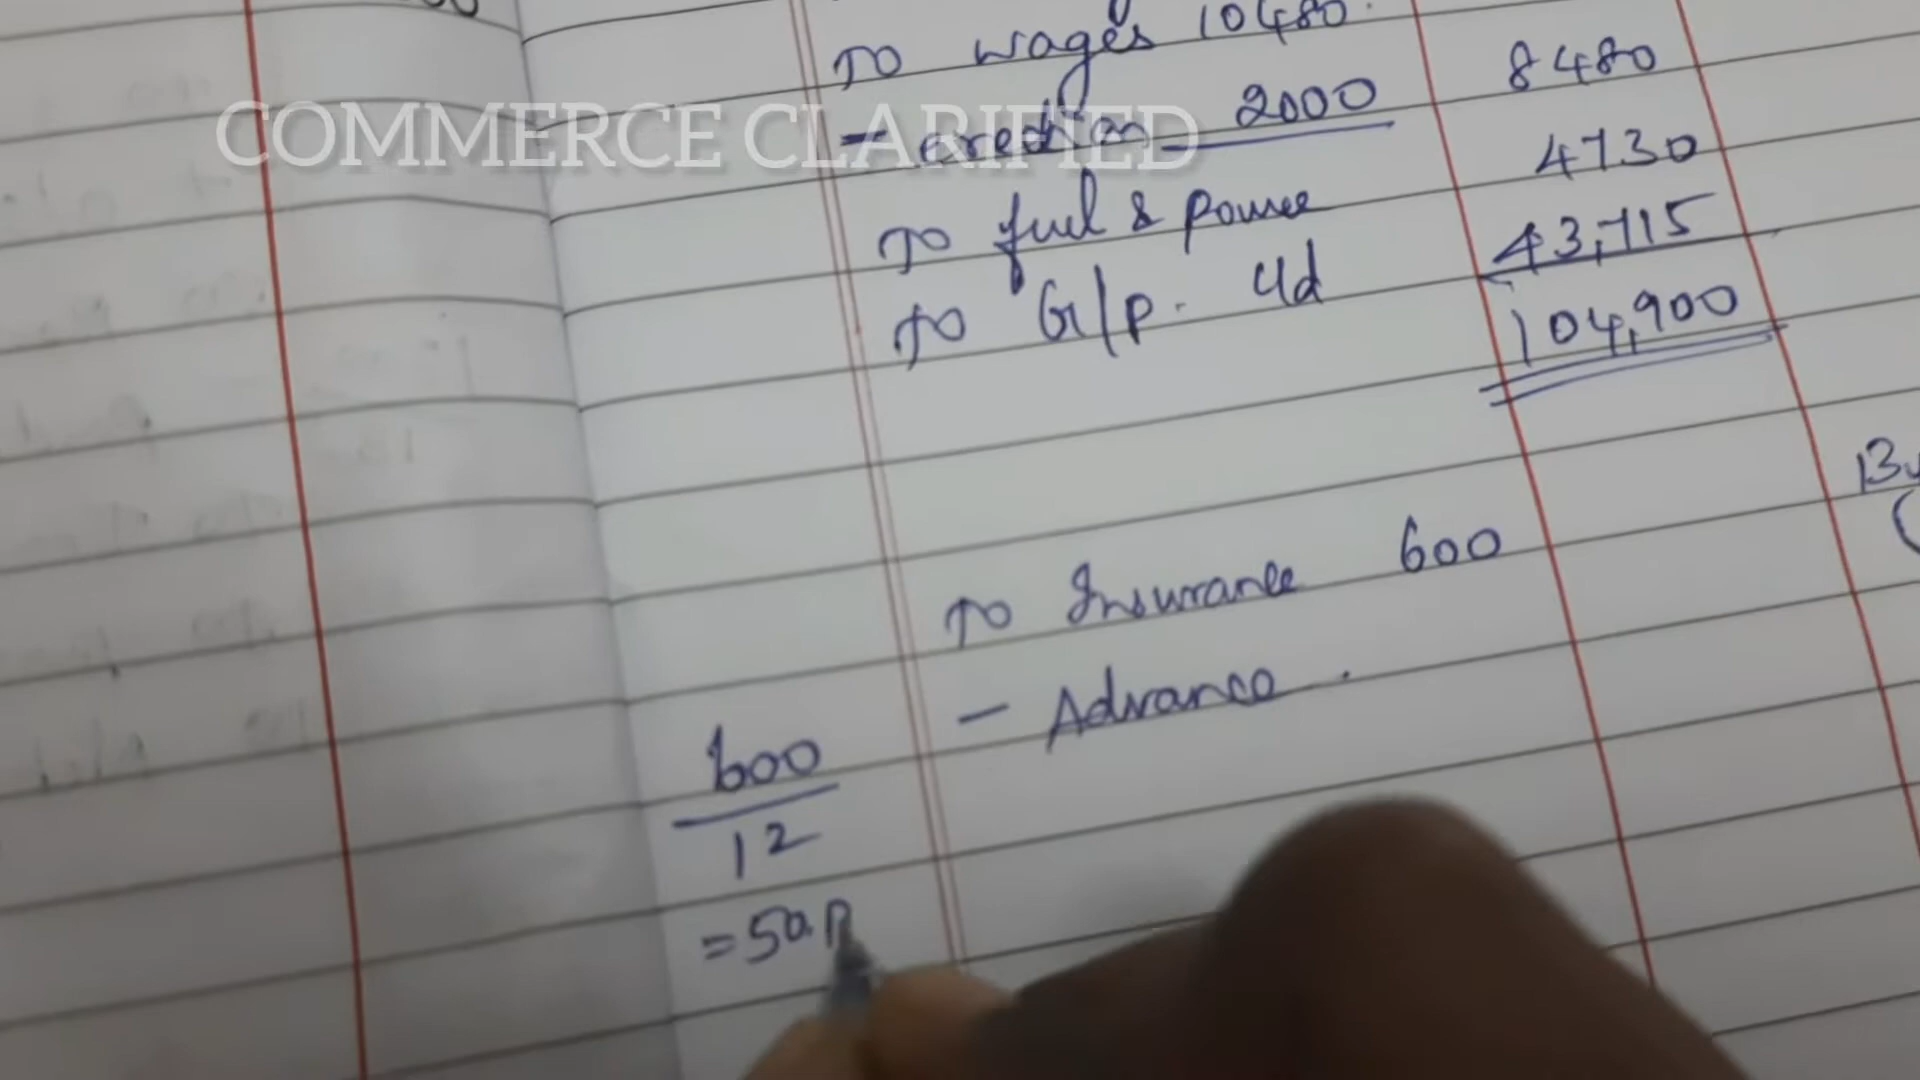 To wages 10480.
8480
- erection 2000
COMMERCE CLARIFIED
To fuel & power 4730
To G/p. c/d 43,715
104,900
To Insurance 600
- Advance
600
12
= 50 p